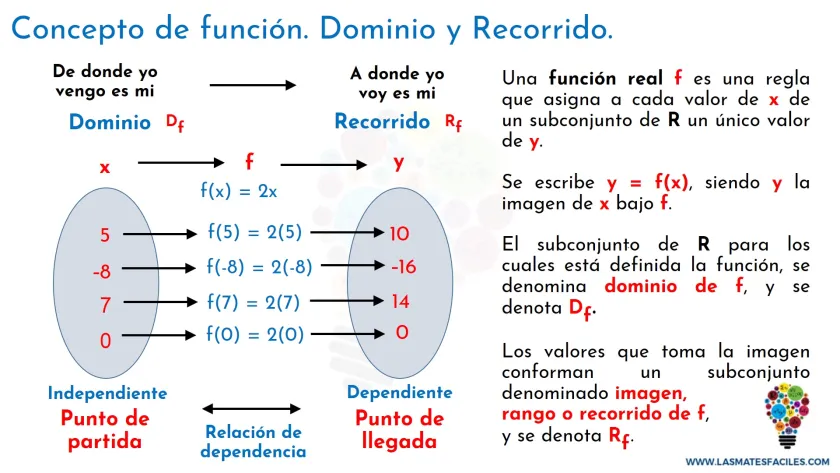 Concepto de función. Dominio y Recorrido.
De donde yo
vengo es mi
Dominio Df
A donde yo
voy es mi
Recorrido Rf
x f y
f(x) = 2x
5 f(5) = 2(5) 10
-8 f(-8) = 2(-8) -16
7 f(7) = 2(7) 14
0 f(0) = 2(0) 0
Independiente
Punto de
partida
Relación de
dependencia
Dependiente
Punto de
llegada
Una función real f es una regla
que asigna a cada valor de x de
un subconjunto de R un único valor
de y.
Se escribe y = f(x), siendo y la
imagen de x bajo f.
El subconjunto de R para los
cuales está definida la función, se
denomina dominio de f, y se
denota Df.
Los valores que toma la imagen
conforman un subconjunto
denominado imagen,
rango o recorrido de f,
y se denota Rf.
WWW.LASMATESFACILES.COM